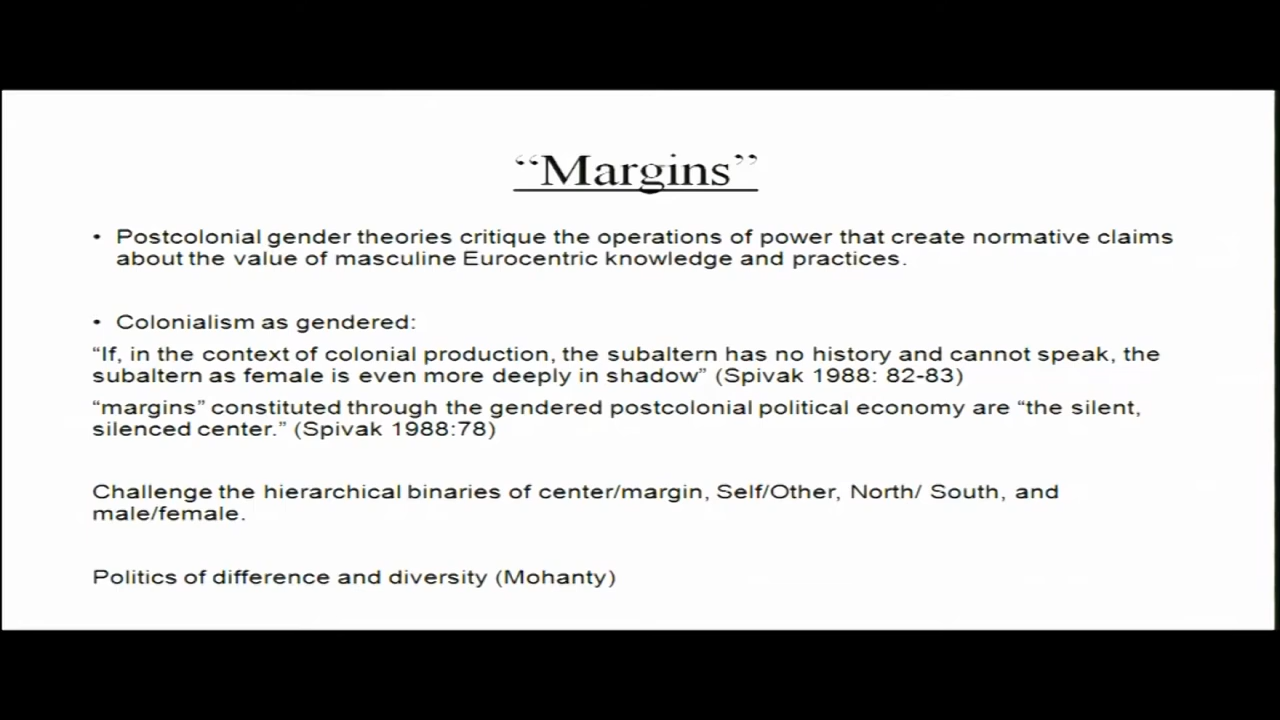 “Margins”
• Postcolonial gender theories critique the operations of power that create normative claims
about the value of masculine Eurocentric knowledge and practices.
• Colonialism as gendered:
“If, in the context of colonial production, the subaltern has no history and cannot speak, the
subaltern as female is even more deeply in shadow” (Spivak 1988: 82-83)
“margins” constituted through the gendered postcolonial political economy are “the silent,
silenced center.” (Spivak 1988:78)
Challenge the hierarchical binaries of center/margin, Self/Other, North/ South, and
male/female.
Politics of difference and diversity (Mohanty)